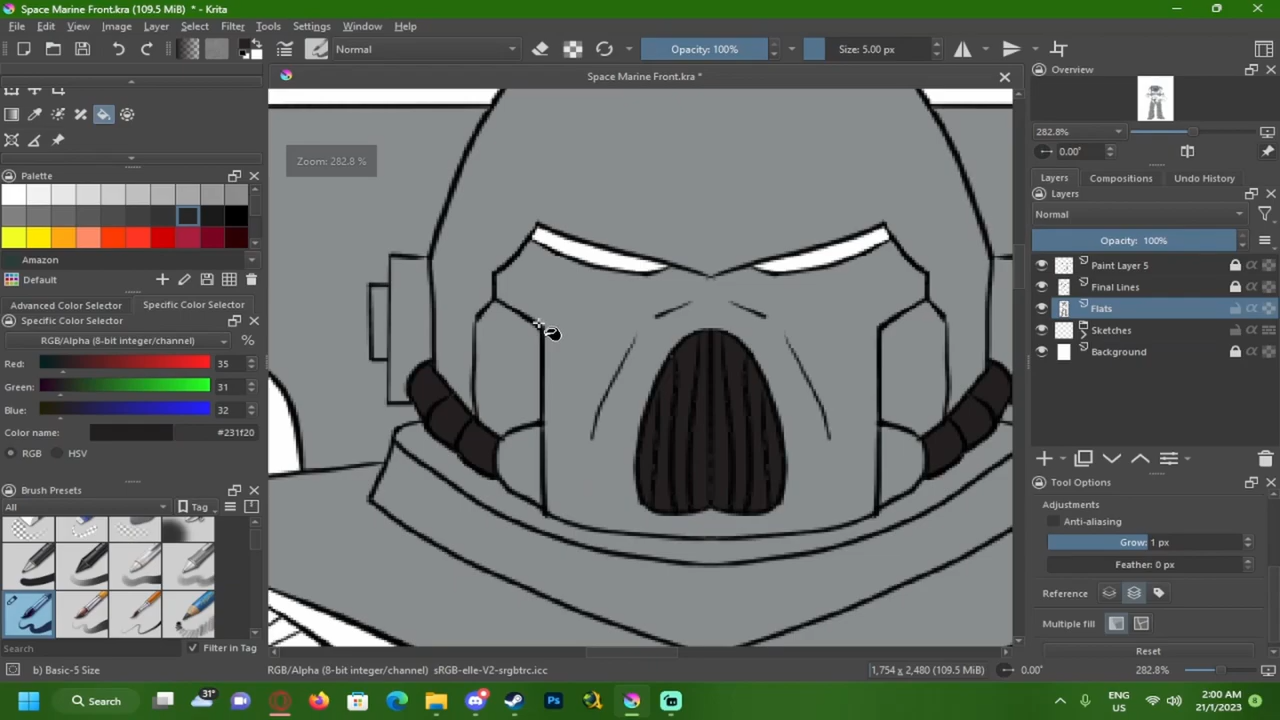 Space Marine Front.kra (109.5 MiB) * - Krita
File Edit View Image Layer Select Filter Tools Settings Window Help
Normal Opacity: 100% Size: 5.00 px
Space Marine Front.kra *
Zoom: 282.8 %
Palette
Amazon
Default
Advanced Color Selector Specific Color Selector
Specific Color Selector
RGB/Alpha (8-bit integer/channel) %
Red: 35
Green: 31
Blue: 32
Color name: #231f20
RGB HSV
Brush Presets
All Tag
Search Filter in Tag
b) Basic-5 Size
RGB/Alpha (8-bit integer/channel) sRGB-elle-V2-srgbtrc.icc
1,754 x 2,480 (109.5 MiB) 0.00° 282.8%
Overview
282.8%
0.00°
Layers Compositions Undo History
Layers
Normal
Opacity: 100%
Paint Layer 5
Final Lines
Flats
Sketches
Background
Tool Options
Adjustments
Anti-aliasing
Grow: 1 px
Feather: 0 px
Reference
Multiple fill
Reset
31°
Search
Ps
ENG
US
2:00 AM
21/1/2023
8